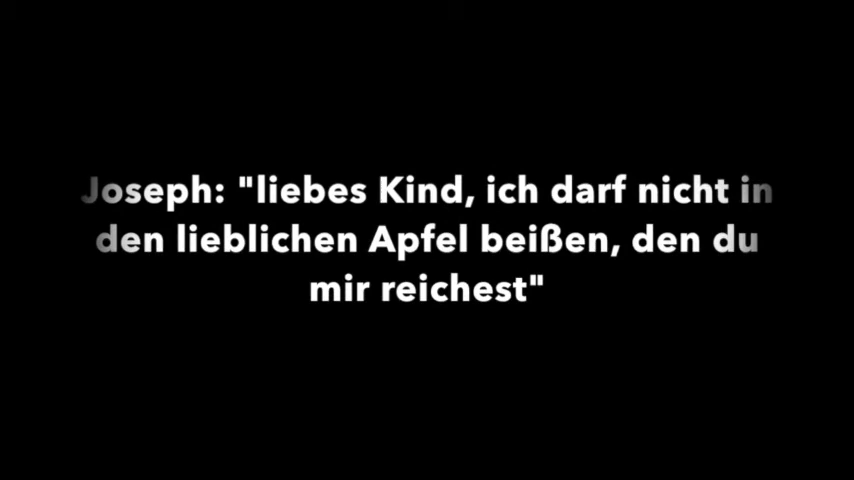 Joseph: "liebes Kind, ich darf nicht in
den lieblichen Apfel beißen, den du
mir reichest"